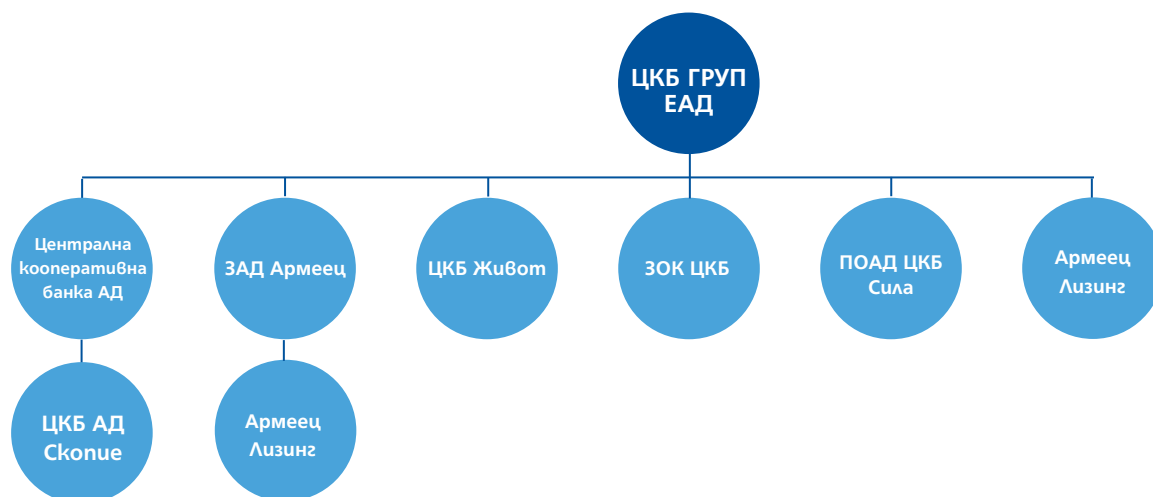 ЦКБ ГРУП
ЕАД
Централна
кооперативна
банка АД
ЗАД Армеец
ЦКБ Живот
ЗОК ЦКБ
ПОАД ЦКБ
Сила
Армеец
Лизинг
ЦКБ АД
Скопие
Армеец
Лизинг